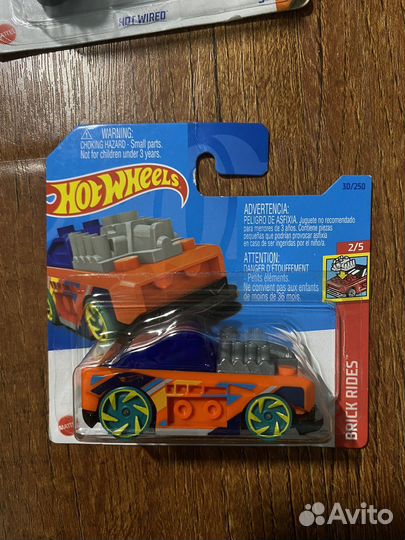 HOT WIRED
MATTEL
WARNING:
CHOKING HAZARD - Small parts.
Not for children under 3 years.
HOT WHEELS
30/250
ADVERTENCIA:
PELIGRO DE ASFIXIA. Juguete no recomendado
para menores de 3 años. Contiene piezas
pequeñas que podrían provocar asfixia
en caso de ser ingeridas por el niño/a.
2/5
ATTENTION:
DANGER D'ÉTOUFFEMENT
- Petits éléments.
Ne convient pas aux enfants
de moins de 36 mois.
BRICK RIDES™
MATTEL
Avito